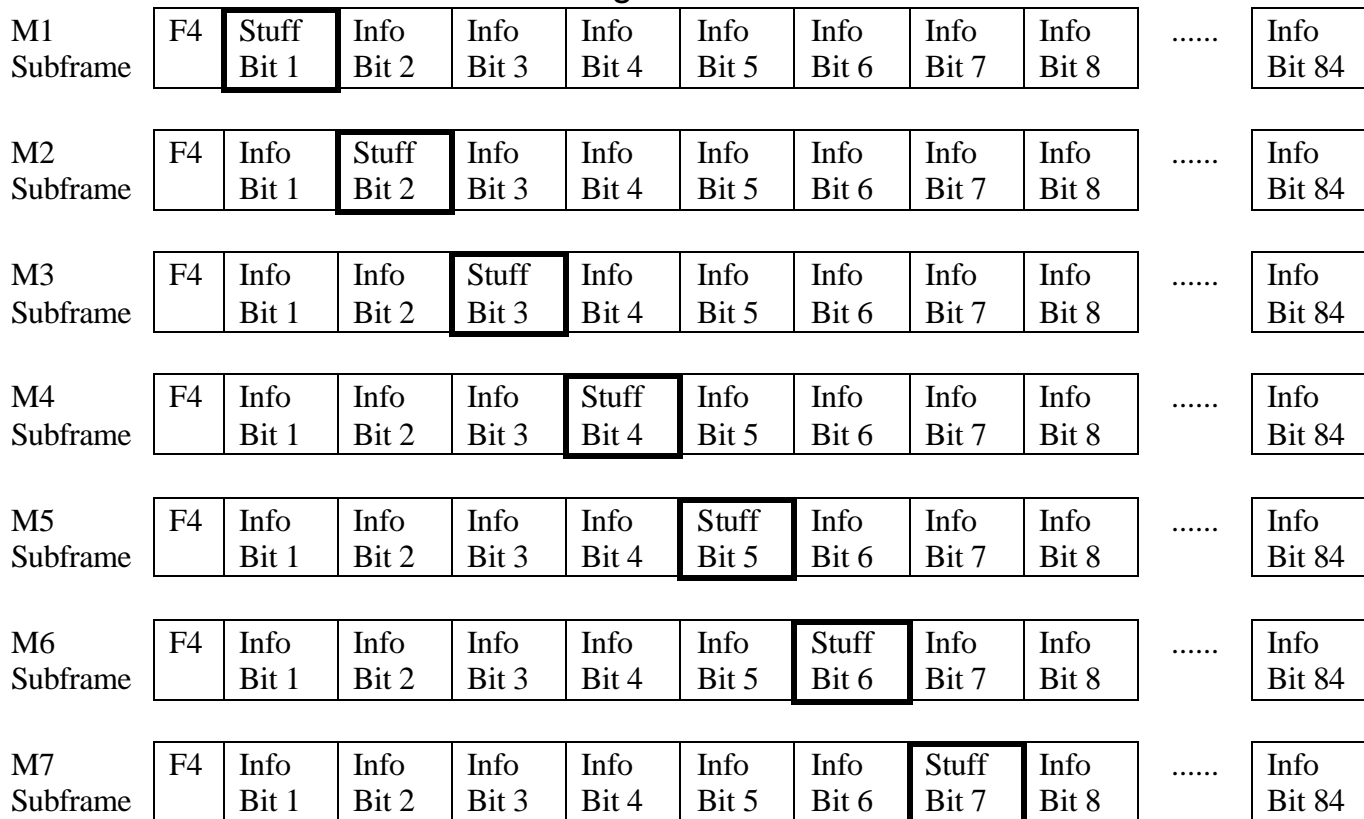 g
M1 F4 Stuff Info Info Info Info Info Info Info ...... Info
Subframe Bit 1 Bit 2 Bit 3 Bit 4 Bit 5 Bit 6 Bit 7 Bit 8 Bit 84
M2 F4 Info Stuff Info Info Info Info Info Info ...... Info
Subframe Bit 1 Bit 2 Bit 3 Bit 4 Bit 5 Bit 6 Bit 7 Bit 8 Bit 84
M3 F4 Info Info Stuff Info Info Info Info Info ...... Info
Subframe Bit 1 Bit 2 Bit 3 Bit 4 Bit 5 Bit 6 Bit 7 Bit 8 Bit 84
M4 F4 Info Info Info Stuff Info Info Info Info ...... Info
Subframe Bit 1 Bit 2 Bit 3 Bit 4 Bit 5 Bit 6 Bit 7 Bit 8 Bit 84
M5 F4 Info Info Info Info Stuff Info Info Info ...... Info
Subframe Bit 1 Bit 2 Bit 3 Bit 4 Bit 5 Bit 6 Bit 7 Bit 8 Bit 84
M6 F4 Info Info Info Info Info Stuff Info Info ...... Info
Subframe Bit 1 Bit 2 Bit 3 Bit 4 Bit 5 Bit 6 Bit 7 Bit 8 Bit 84
M7 F4 Info Info Info Info Info Info Stuff Info ...... Info
Subframe Bit 1 Bit 2 Bit 3 Bit 4 Bit 5 Bit 6 Bit 7 Bit 8 Bit 84